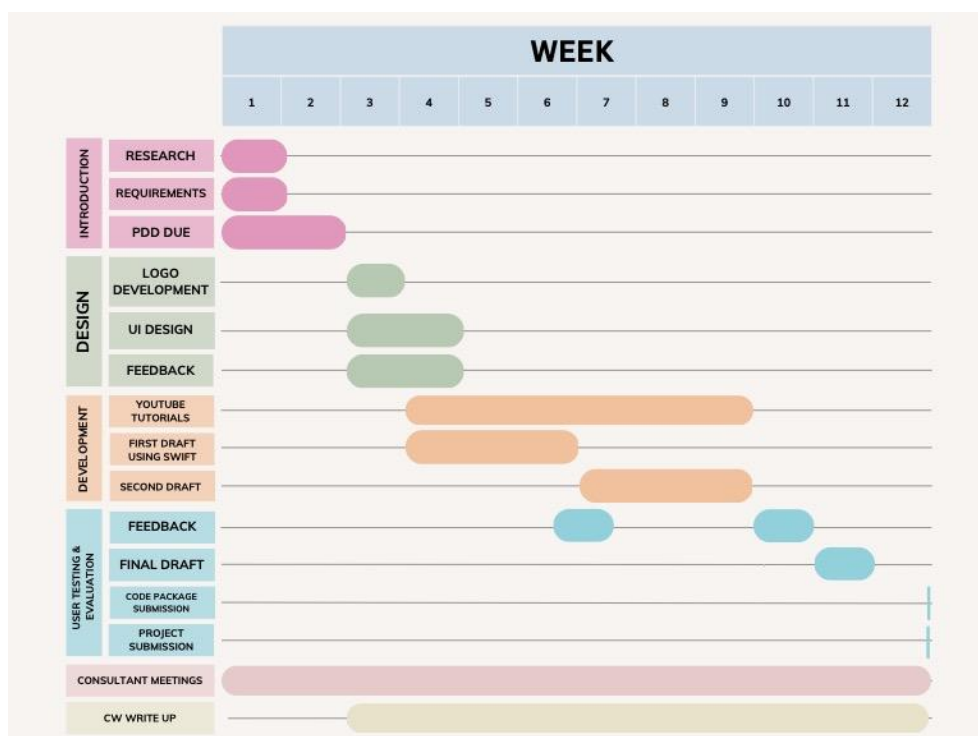 WEEK
1 2 3 4 5 6 7 8 9 10 11 12
INTRODUCTION
RESEARCH
REQUIREMENTS
PDD DUE
DESIGN
LOGO
DEVELOPMENT
UI DESIGN
FEEDBACK
DEVELOPMENT
YOUTUBE
TUTORIALS
FIRST DRAFT
USING SWIFT
SECOND DRAFT
USER TESTING &
EVALUATION
FEEDBACK
FINAL DRAFT
CODE PACKAGE
SUBMISSION
PROJECT
SUBMISSION
CONSULTANT MEETINGS
CW WRITE UP